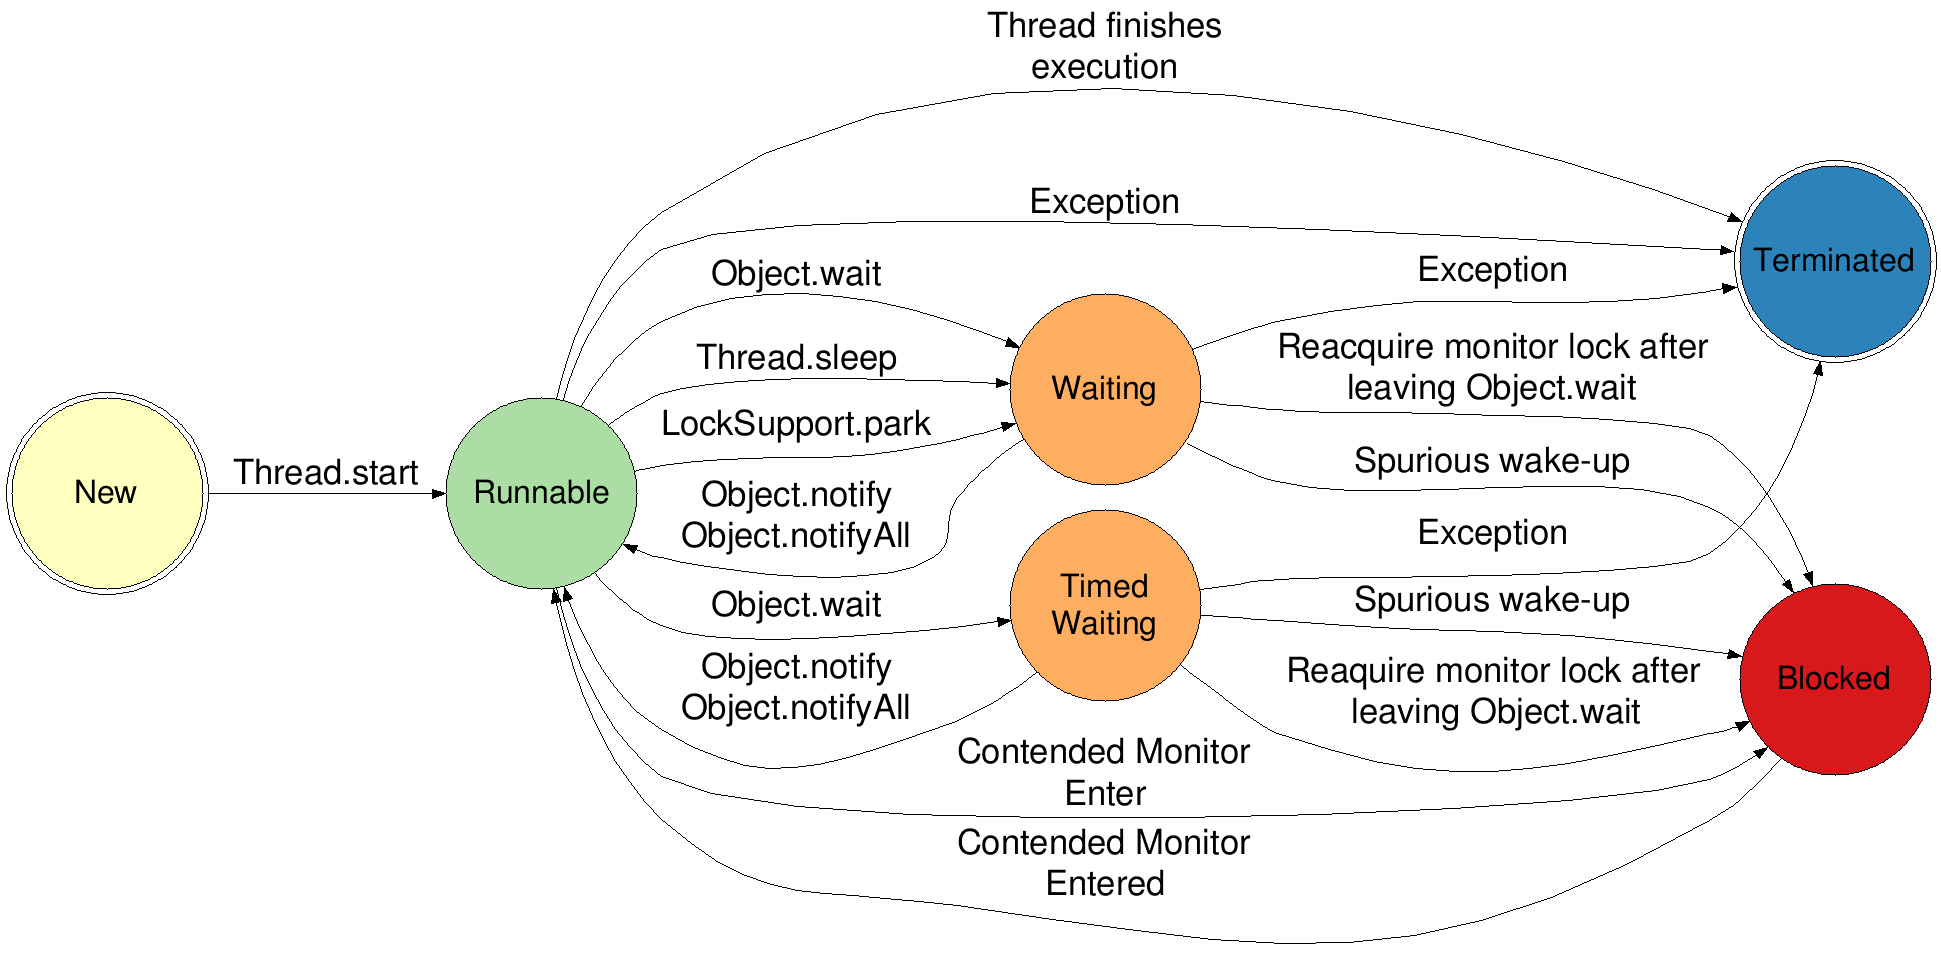 Thread finishes
execution
Exception
Object.wait
Exception
Terminated
Thread.sleep
Reacquire monitor lock after
leaving Object.wait
Waiting
LockSupport.park
Thread.start
Spurious wake-up
New
Runnable
Object.notify
Object.notifyAll
Exception
Timed
Waiting
Object.wait
Spurious wake-up
Object.notify
Object.notifyAll
Reaquire monitor lock after
leaving Object.wait
Blocked
Contended Monitor
Enter
Contended Monitor
Entered